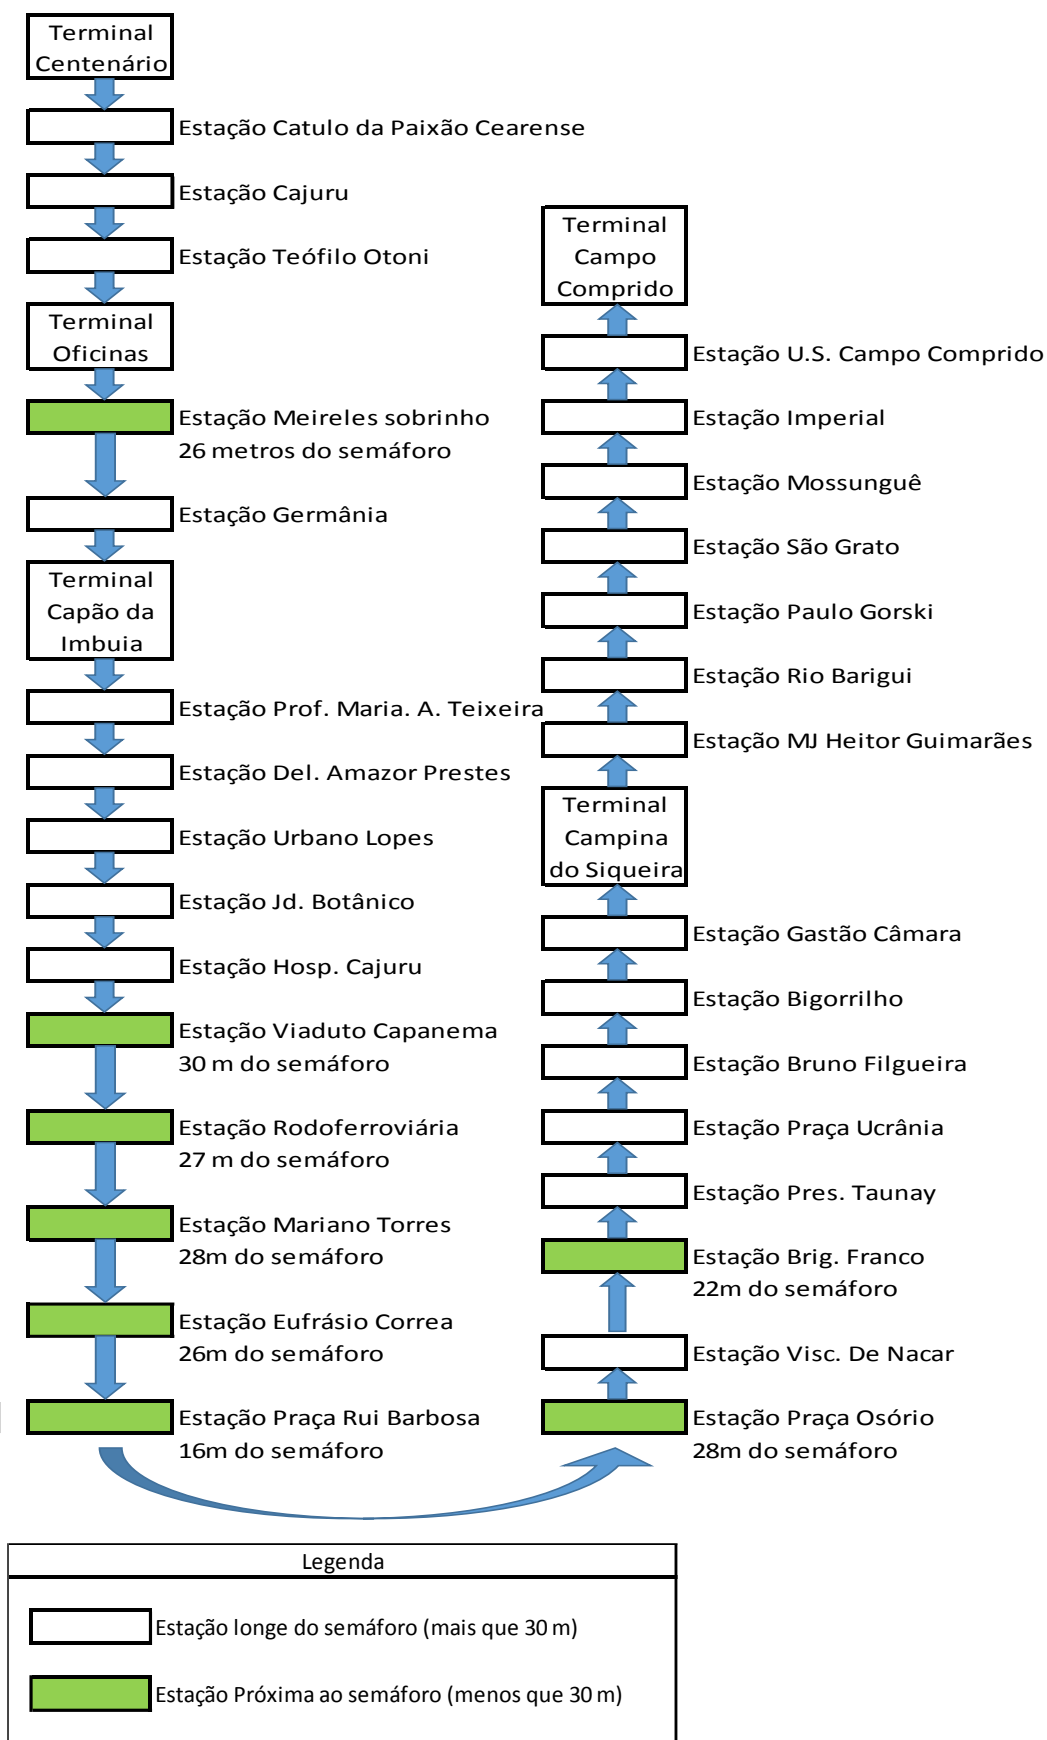 Terminal
Centenário
Estação Catulo da Paixão Cearense
Estação Cajuru
Estação Teófilo Otoni
Terminal
Oficinas
Estação Meireles sobrinho
26 metros do semáforo
Estação Germânia
Terminal
Capão da
Imbuia
Estação Prof. Maria. A. Teixeira
Estação Del. Amazor Prestes
Estação Urbano Lopes
Estação Jd. Botânico
Estação Hosp. Cajuru
Estação Viaduto Capanema
30 m do semáforo
Estação Rodoferroviária
27 m do semáforo
Estação Mariano Torres
28m do semáforo
Estação Eufrásio Correa
26m do semáforo
Estação Praça Rui Barbosa
16m do semáforo
Terminal
Campo
Comprido
Estação U.S. Campo Comprido
Estação Imperial
Estação Mossunguê
Estação São Grato
Estação Paulo Gorski
Estação Rio Barigui
Estação MJ Heitor Guimarães
Terminal
Campina
do Siqueira
Estação Gastão Câmara
Estação Bigorrilho
Estação Bruno Filgueira
Estação Praça Ucrânia
Estação Pres. Taunay
Estação Brig. Franco
22m do semáforo
Estação Visc. De Nacar
Estação Praça Osório
28m do semáforo
Legenda
Estação longe do semáforo (mais que 30 m)
Estação Próxima ao semáforo (menos que 30 m)